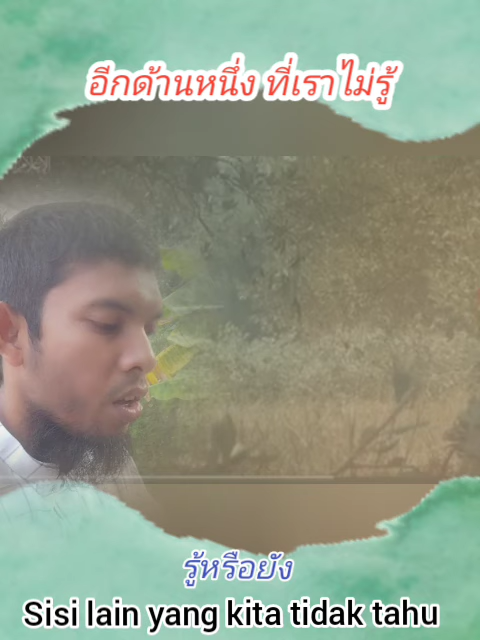 อีกด้านหนึ่ง ที่เราไม่รู้
รู้หรือยัง
Sisi lain yang kita tidak tahu